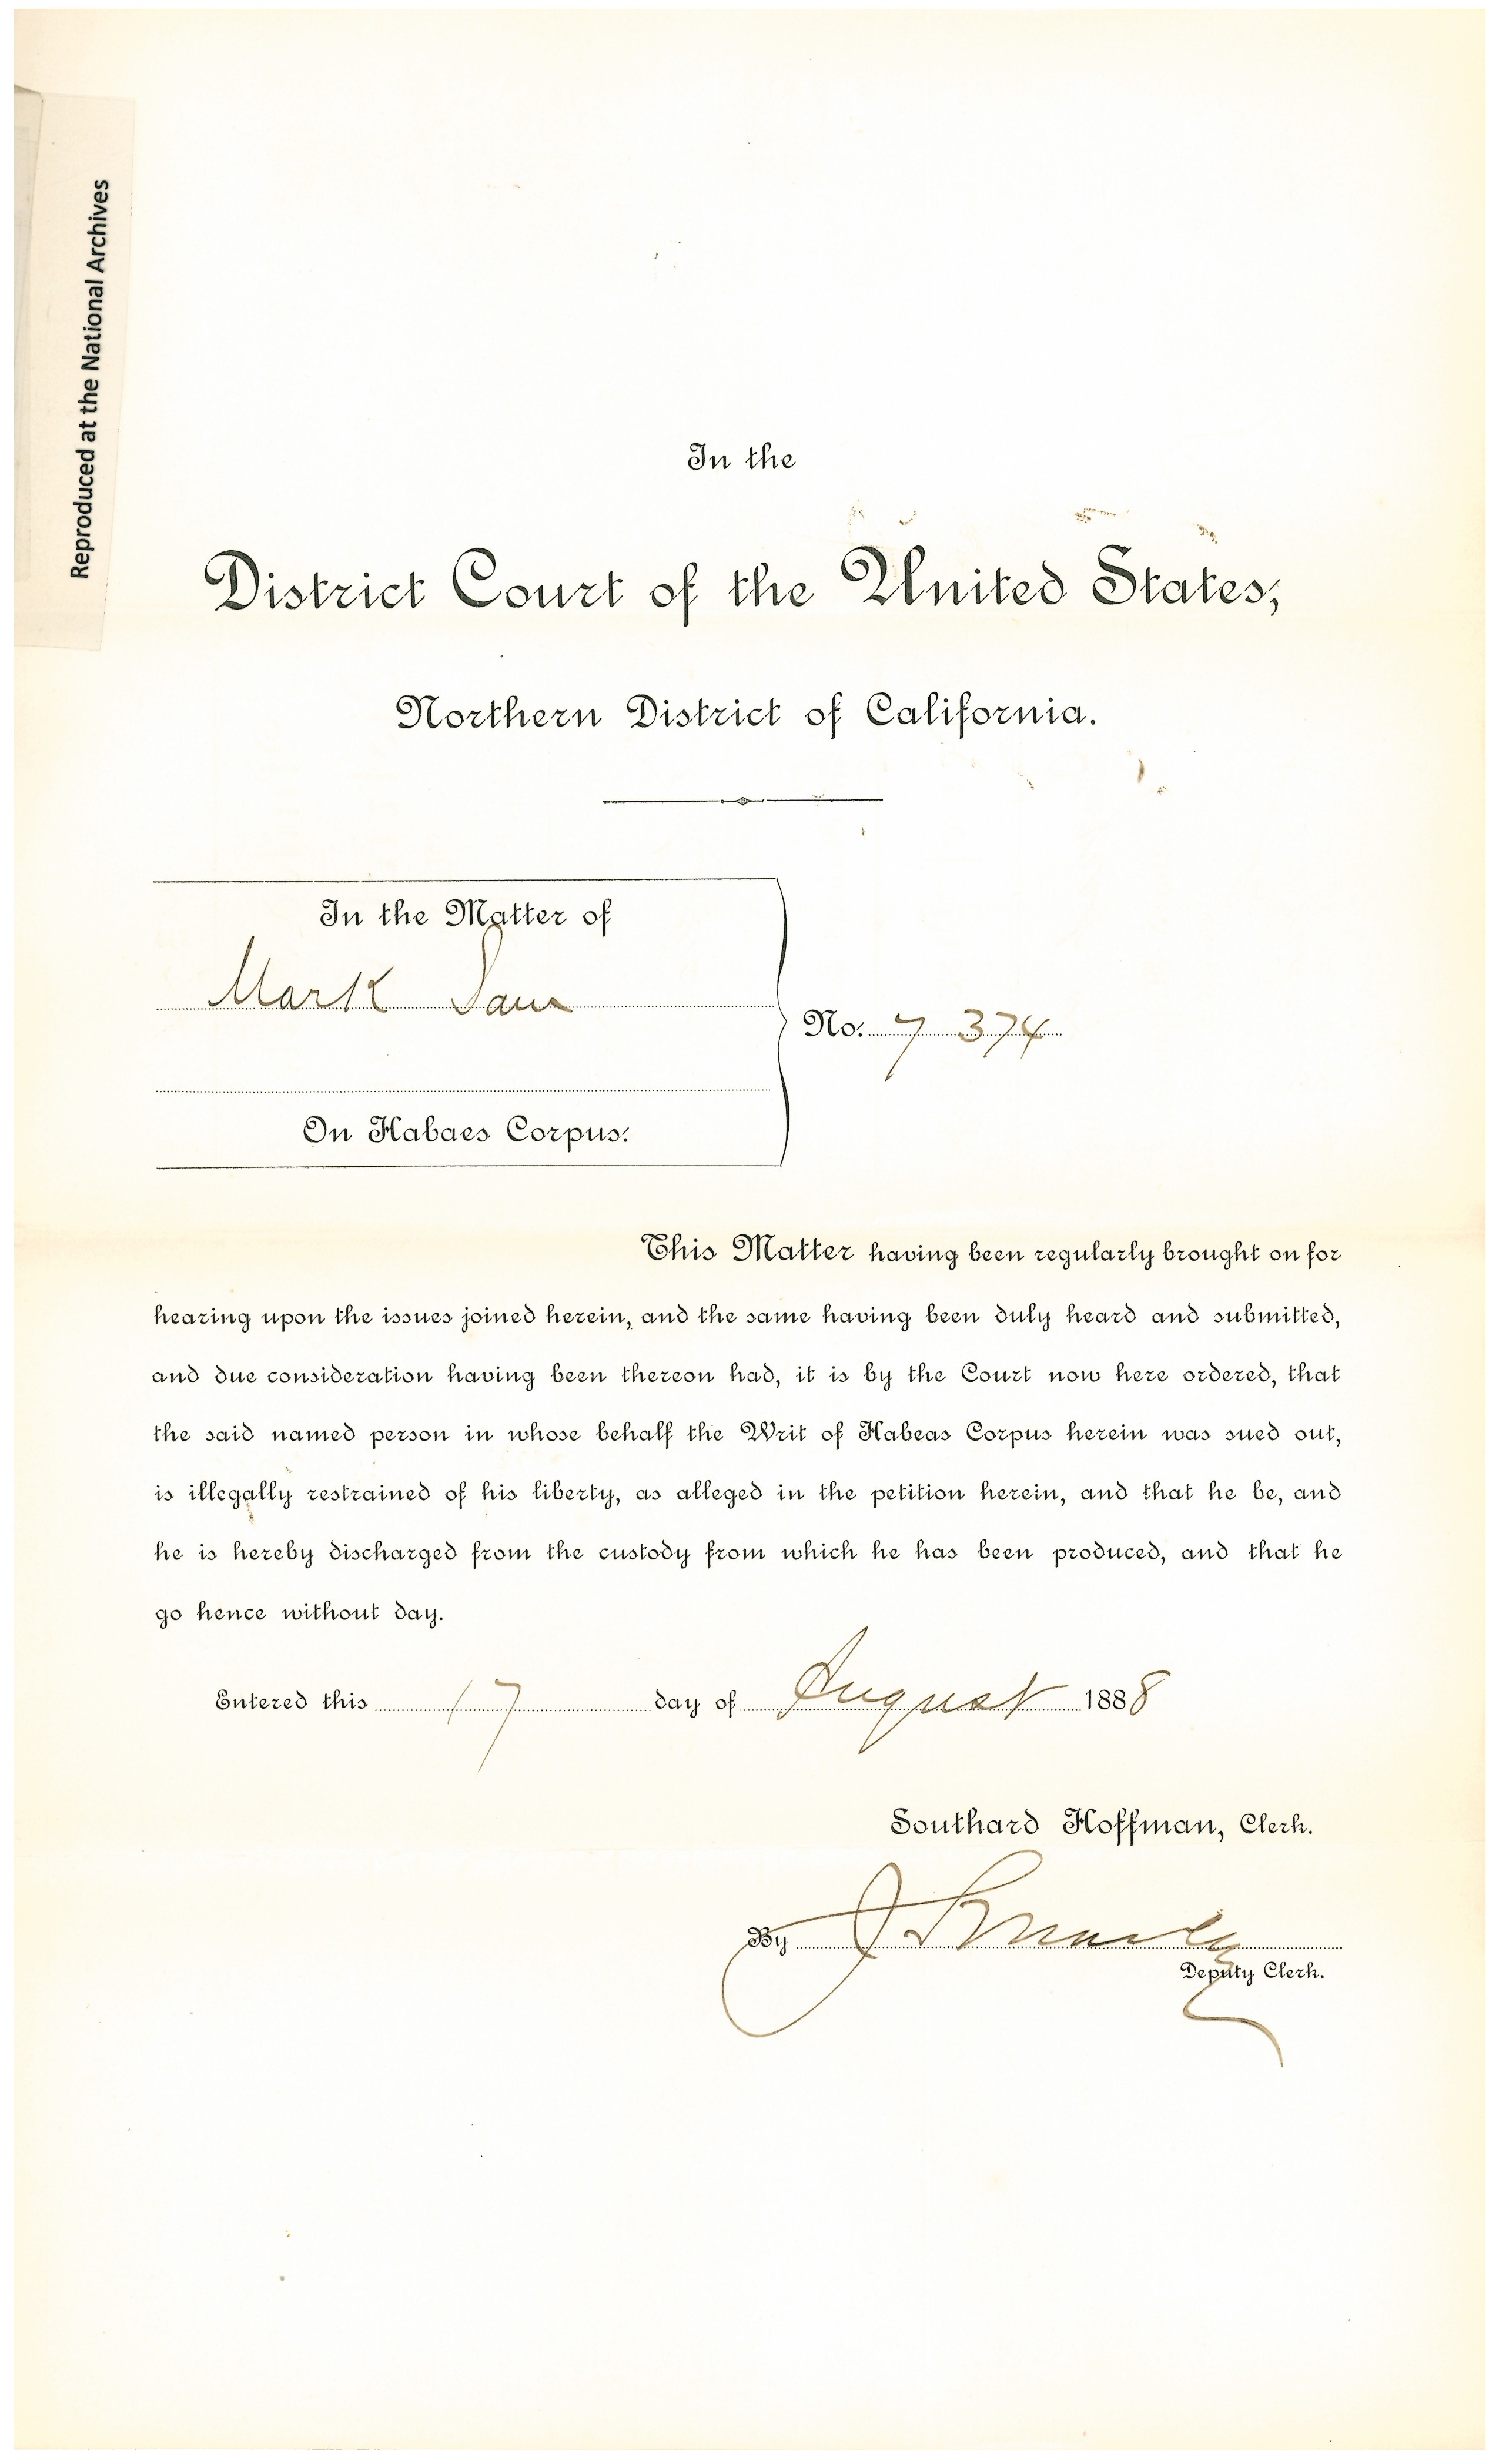 Reproduced at the National Archives
In the
District Court of the United States,
Northern District of California.
In the Matter of
Mark Sam
No. 7 374
On Habaes Corpus.
This Matter having been regularly brought on for
hearing upon the issues joined herein, and the same having been duly heard and submitted,
and due consideration having been thereon had, it is by the Court now here ordered, that
the said named person in whose behalf the Writ of Habeas Corpus herein was sued out,
is illegally restrained of his liberty, as alleged in the petition herein, and that he be, and
he is hereby discharged from the custody from which he has been produced, and that he
go hence without day.
Entered this 17 day of August 1888
Southard Hoffman, Clerk.
By
Deputy Clerk.